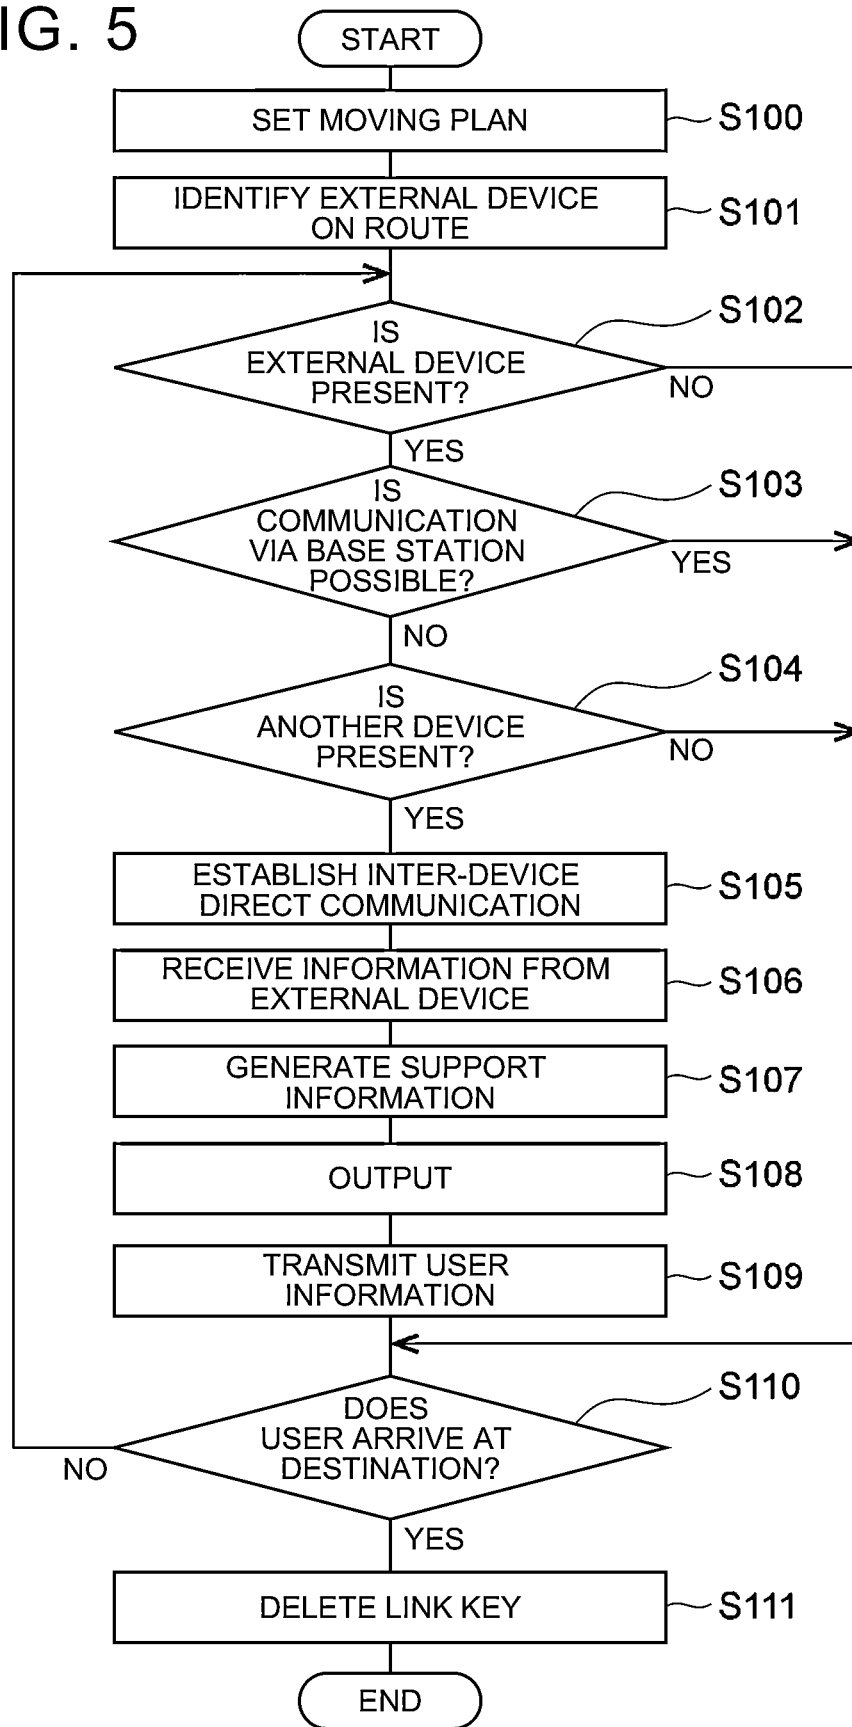 IG. 5
START
SET MOVING PLAN
S100
IDENTIFY EXTERNAL DEVICE
ON ROUTE
S101
IS
EXTERNAL DEVICE
PRESENT?
S102
NO
YES
IS
COMMUNICATION
VIA BASE STATION
POSSIBLE?
S103
YES
NO
IS
ANOTHER DEVICE
PRESENT?
S104
NO
YES
ESTABLISH INTER-DEVICE
DIRECT COMMUNICATION
S105
RECEIVE INFORMATION FROM
EXTERNAL DEVICE
S106
GENERATE SUPPORT
INFORMATION
S107
OUTPUT
S108
TRANSMIT USER
INFORMATION
S109
DOES
USER ARRIVE AT
DESTINATION?
S110
NO
YES
DELETE LINK KEY
S111
END